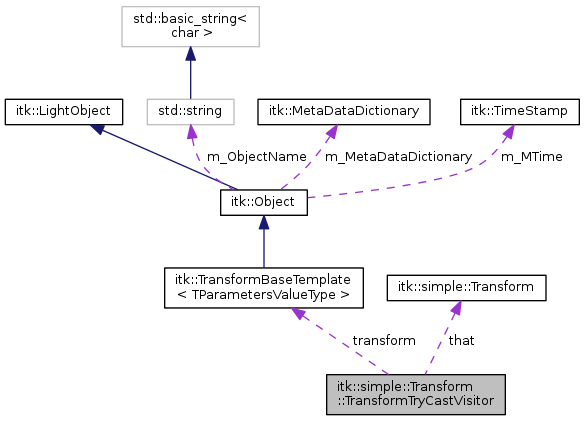 std::basic_string<
char >
itk::LightObject
std::string
itk::MetaDataDictionary
itk::TimeStamp
m_ObjectName
m_MetaDataDictionary
m_MTime
itk::Object
itk::TransformBaseTemplate
< TParametersValueType >
itk::simple::Transform
transform
that
itk::simple::Transform
::TransformTryCastVisitor